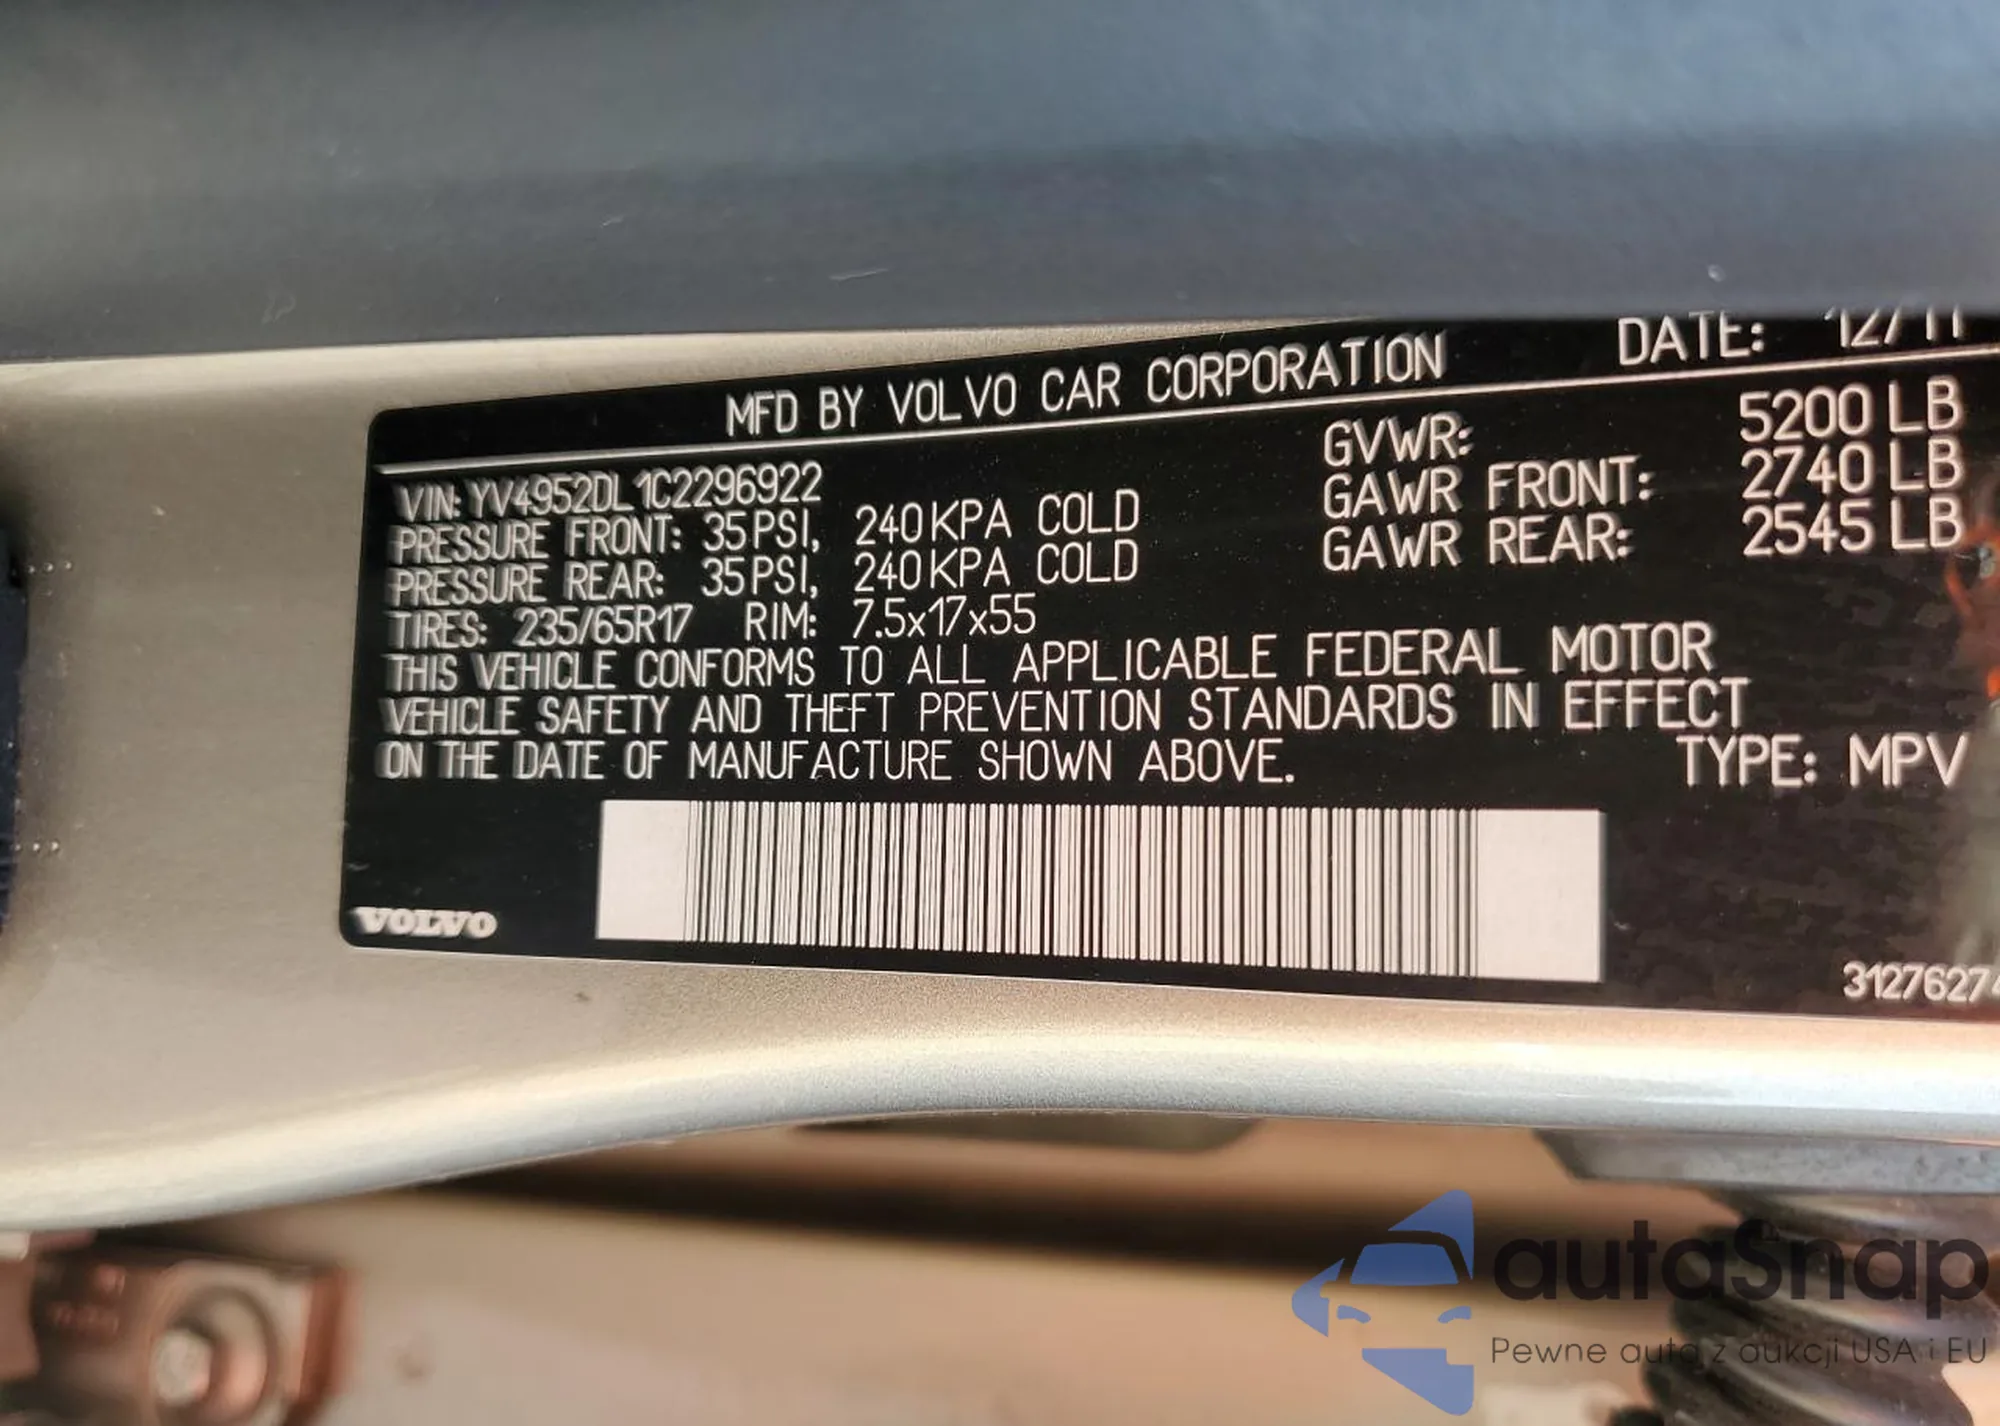 MFD BY VOLVO CAR CORPORATION DATE: 12/11
VIN: YV4952DL1C2296922 GVWR: 5200 LB
PRESSURE FRONT: 35 PSI, 240 KPA COLD GAWR FRONT: 2740 LB
PRESSURE REAR: 35 PSI, 240 KPA COLD GAWR REAR: 2545 LB
TIRES: 235/65R17 RIM: 7.5x17x55
THIS VEHICLE CONFORMS TO ALL APPLICABLE FEDERAL MOTOR
VEHICLE SAFETY AND THEFT PREVENTION STANDARDS IN EFFECT
ON THE DATE OF MANUFACTURE SHOWN ABOVE. TYPE: MPV
VOLVO
31276274
autaSnap
Pewne auta z aukcji USA i EU